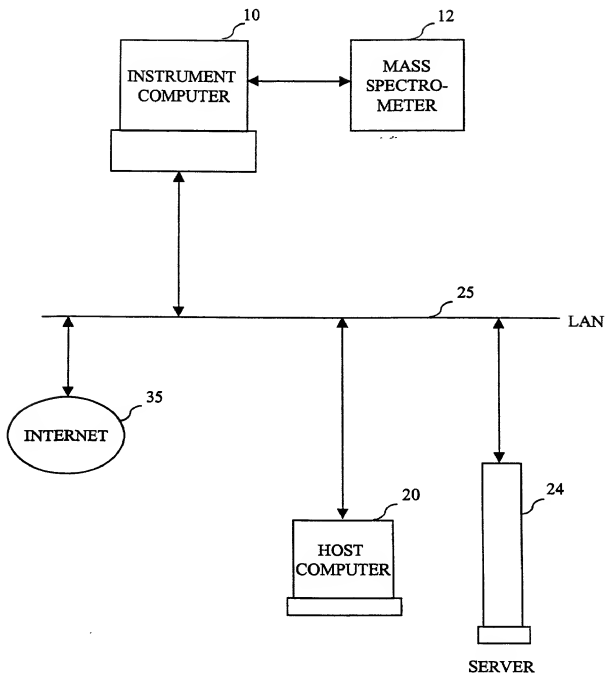 10
INSTRUMENT
COMPUTER
12
MASS
SPECTRO-
METER
25
LAN
35
INTERNET
20
HOST
COMPUTER
24
SERVER